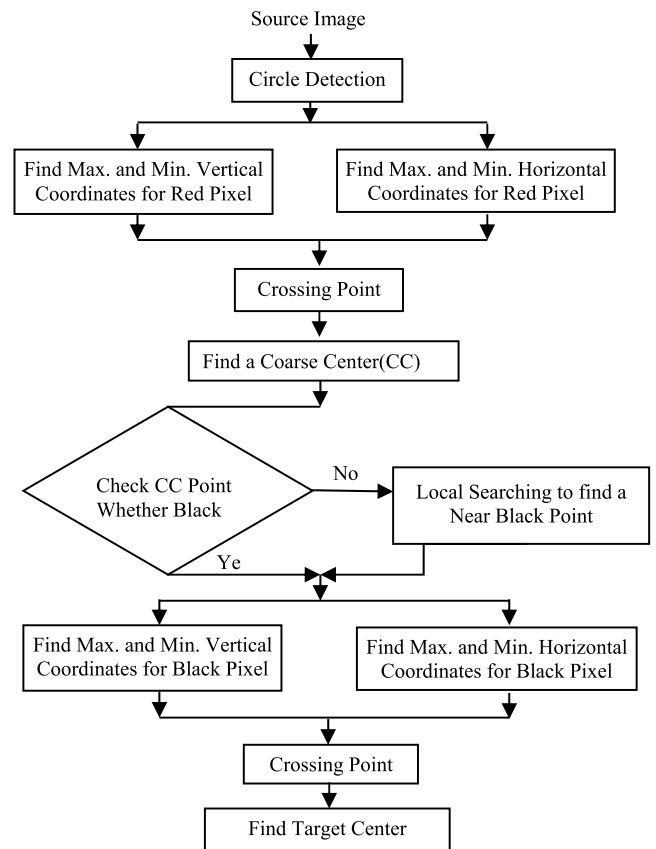 Source Image
Circle Detection
Find Max. and Min. Vertical
Coordinates for Red Pixel
Find Max. and Min. Horizontal
Coordinates for Red Pixel
Crossing Point
Find a Coarse Center(CC)
Check CC Point
Whether Black
No
Local Searching to find a
Near Black Point
Ye
Find Max. and Min. Vertical
Coordinates for Black Pixel
Find Max. and Min. Horizontal
Coordinates for Black Pixel
Crossing Point
Find Target Center